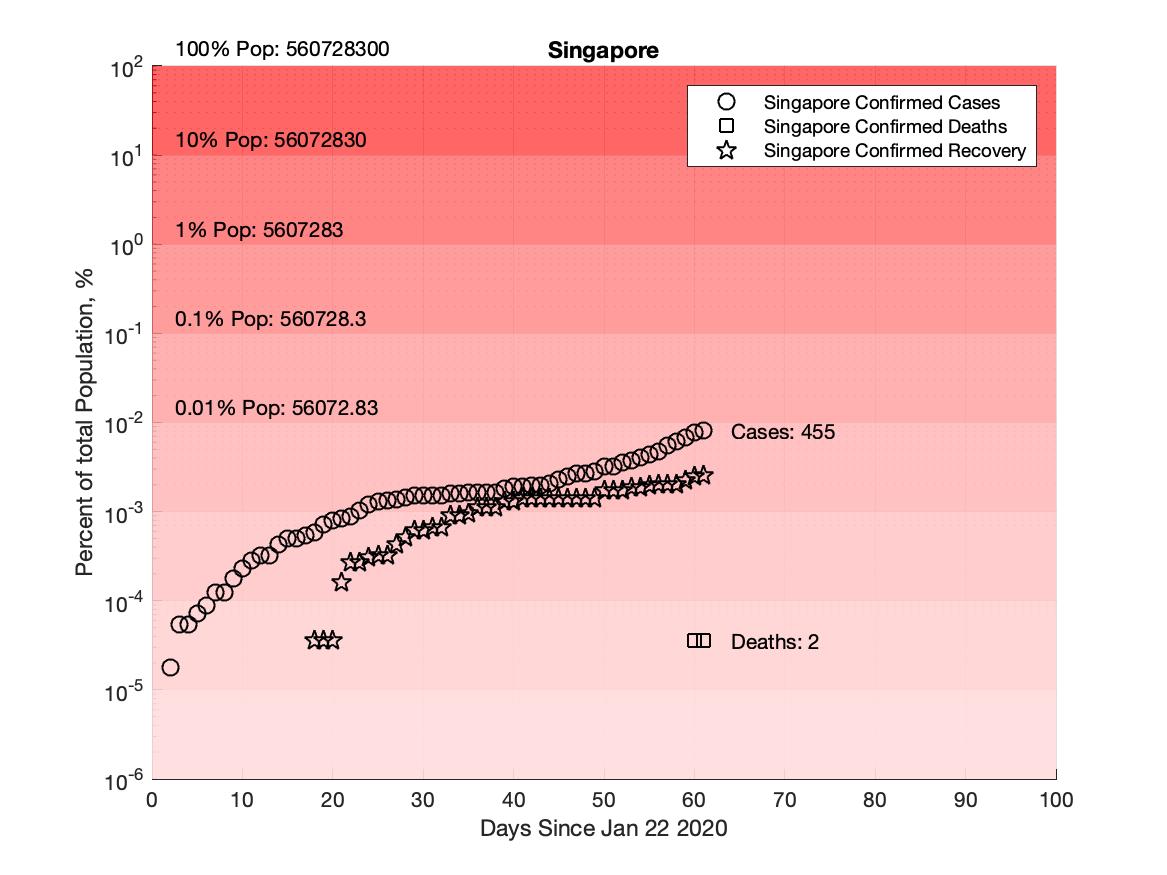 100% Pop: 560728300
Singapore
10^2
Singapore Confirmed Cases
Singapore Confirmed Deaths
Singapore Confirmed Recovery
10% Pop: 56072830
10^1
1% Pop: 5607283
10^0
0.1% Pop: 560728.3
10^-1
0.01% Pop: 56072.83
10^-2
Cases: 455
10^-3
10^-4
Deaths: 2
10^-5
10^-6
Percent of total Population, %
0 10 20 30 40 50 60 70 80 90 100
Days Since Jan 22 2020